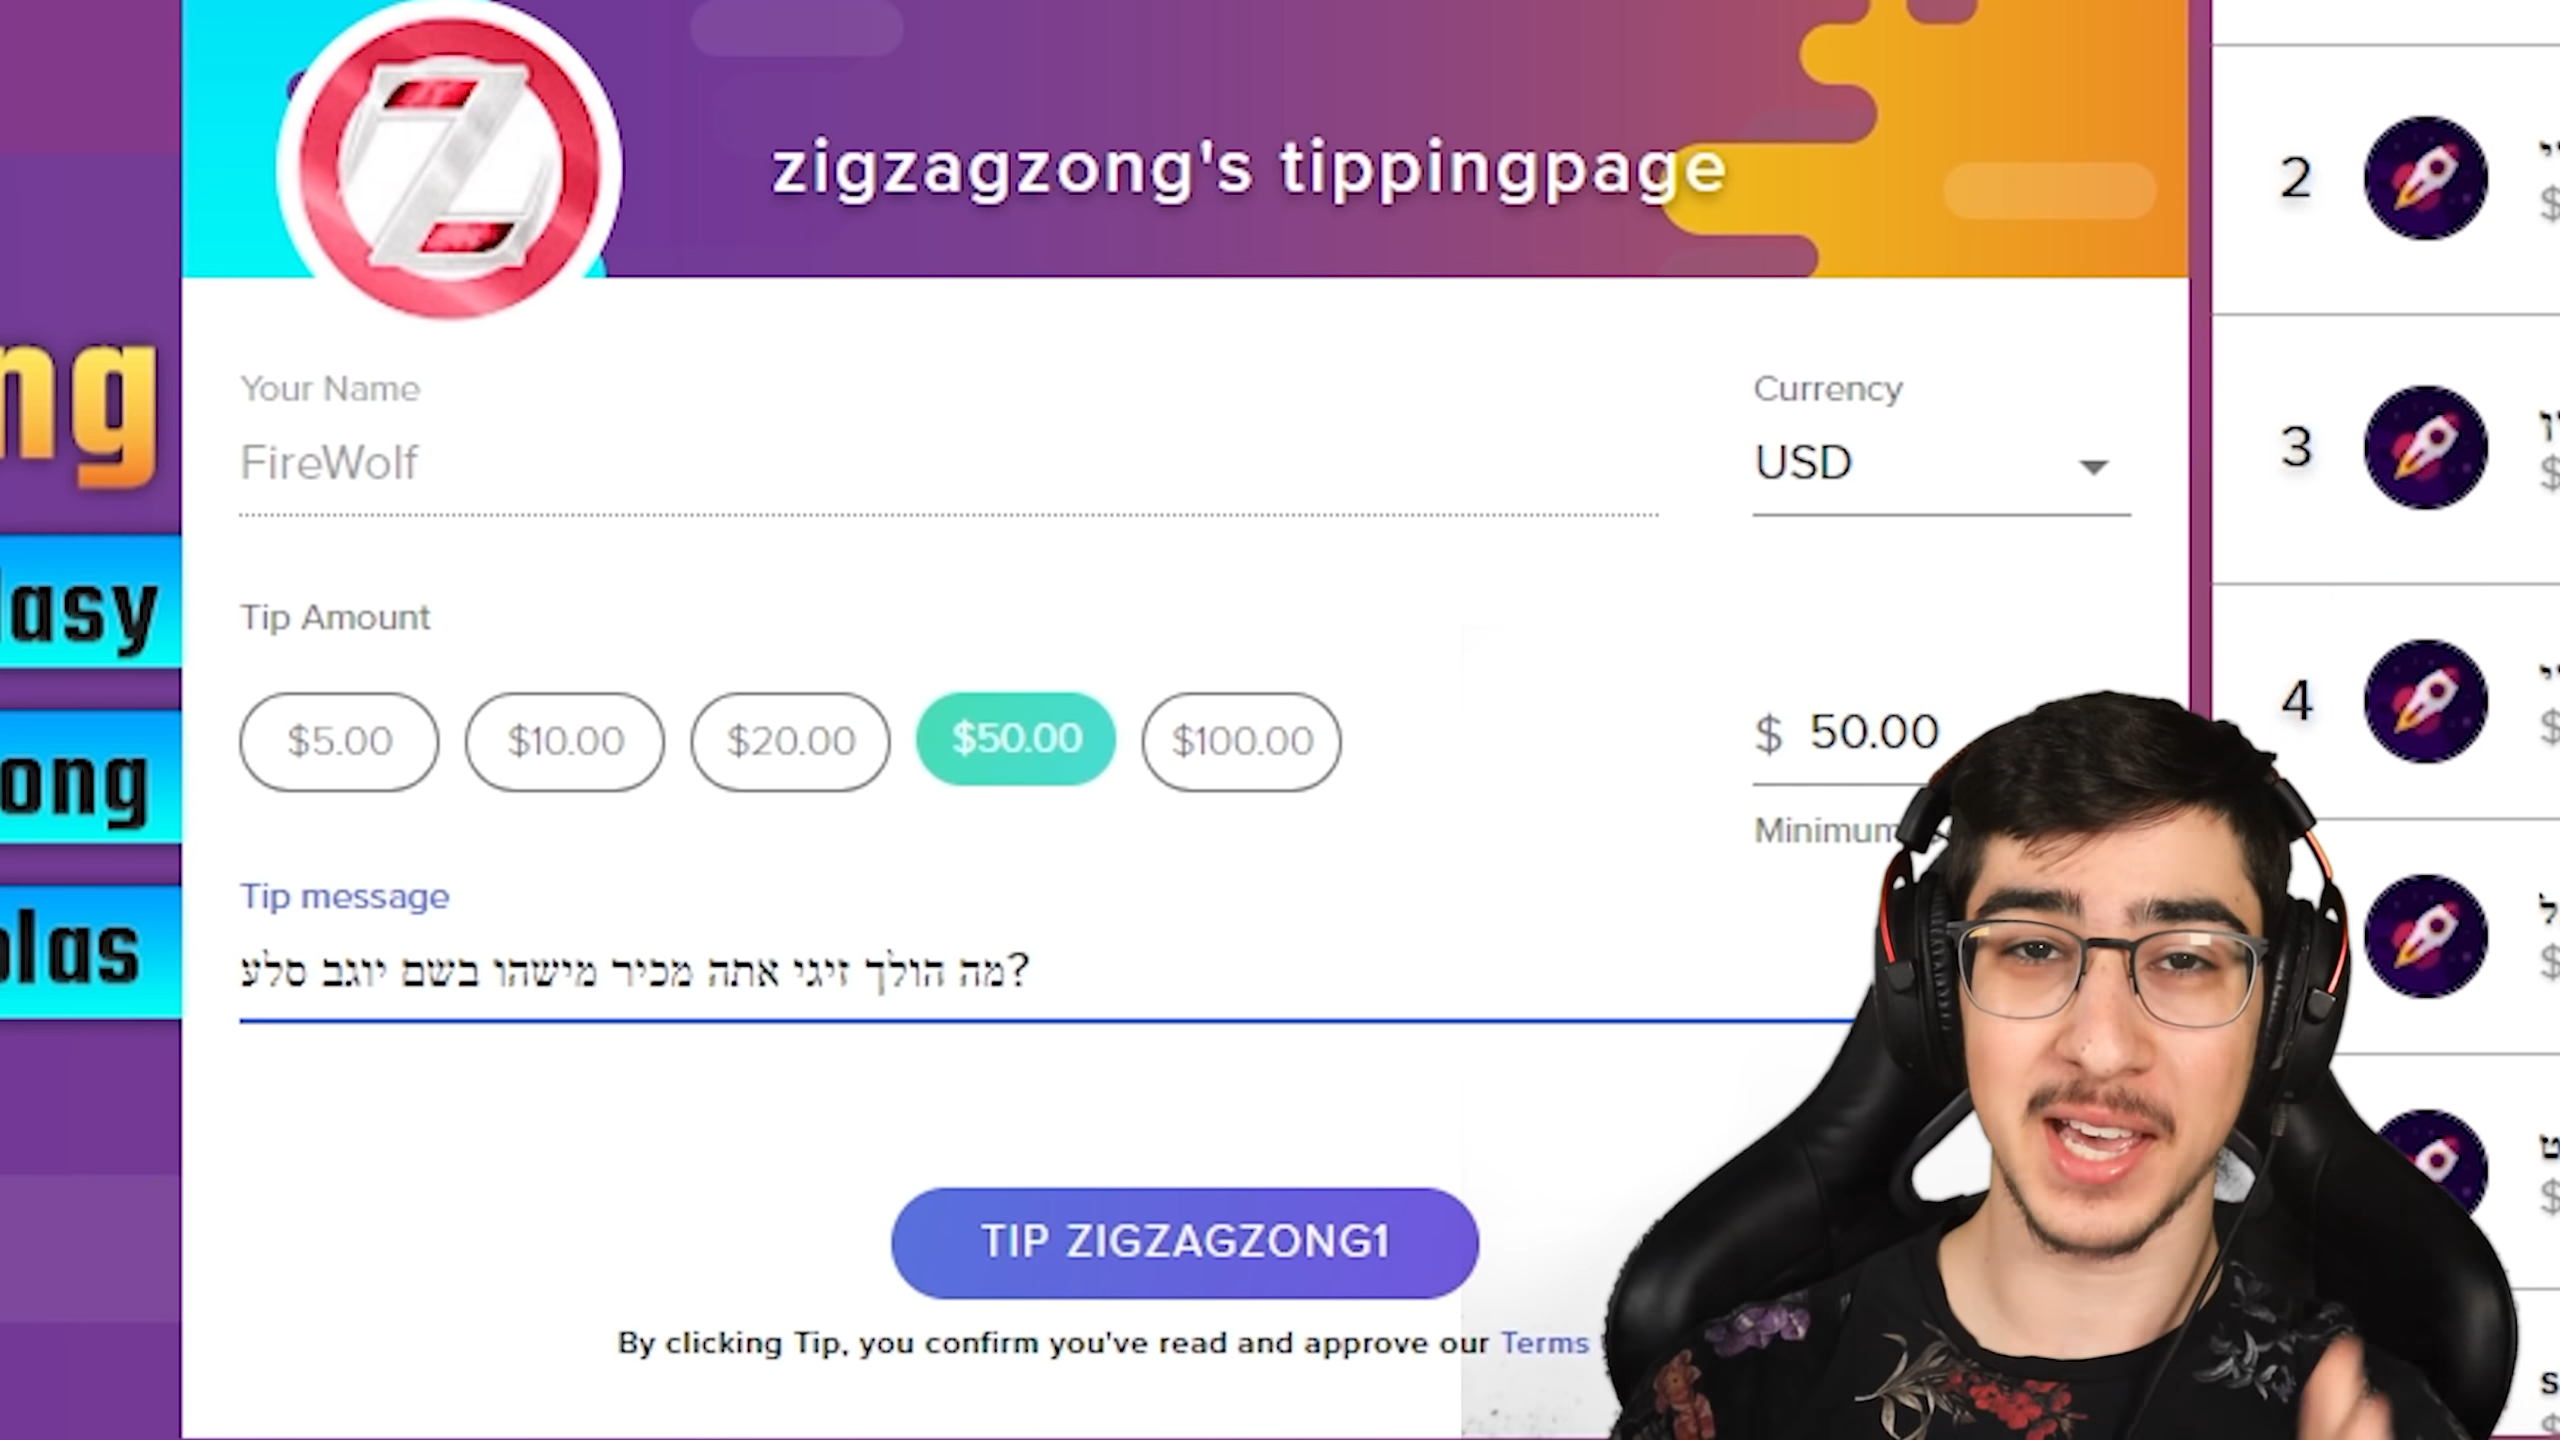 zigzagzong's tippingpage
ng
lasy
ong
olas
Your Name
FireWolf
Currency
USD
Tip Amount
$5.00
$10.00
$20.00
$50.00
$100.00
$ 50.00
Minimum
Tip message
מה הולך זיגי אתה מכיר מישהו בשם יוגב סלע?
TIP ZIGZAGZONG1
By clicking Tip, you confirm you've read and approve our Terms
2
$
3
$
4
$
$
$